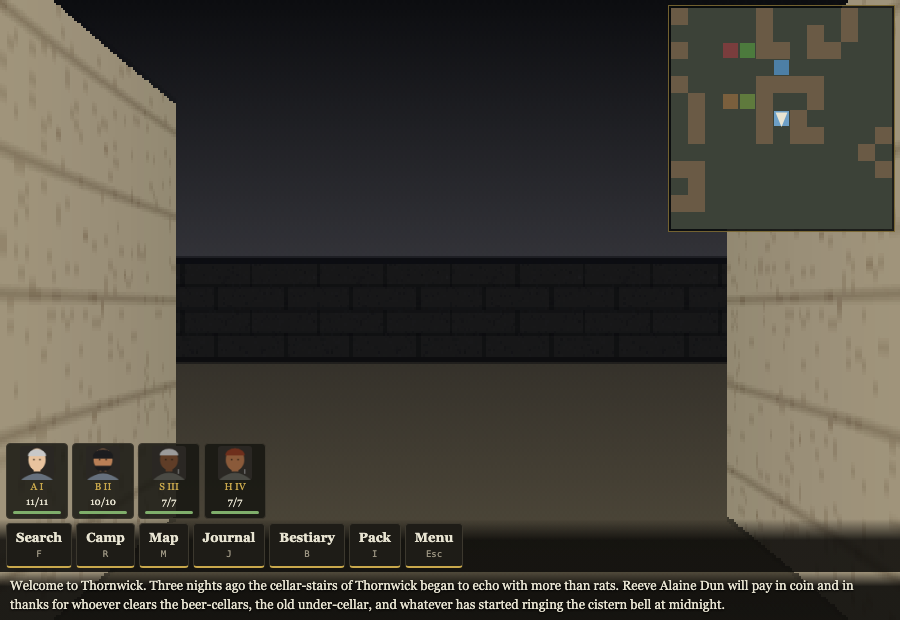 A I
B II
S III
H IV
11/11
10/10
7/7
7/7
Search
Camp
Map
Journal
Bestiary
Pack
Menu
F
R
M
J
B
I
Esc
Welcome to Thornwick. Three nights ago the cellar-stairs of Thornwick began to echo with more than rats. Reeve Alaine Dun will pay in coin and in
thanks for whoever clears the beer-cellars, the old under-cellar, and whatever has started ringing the cistern bell at midnight.